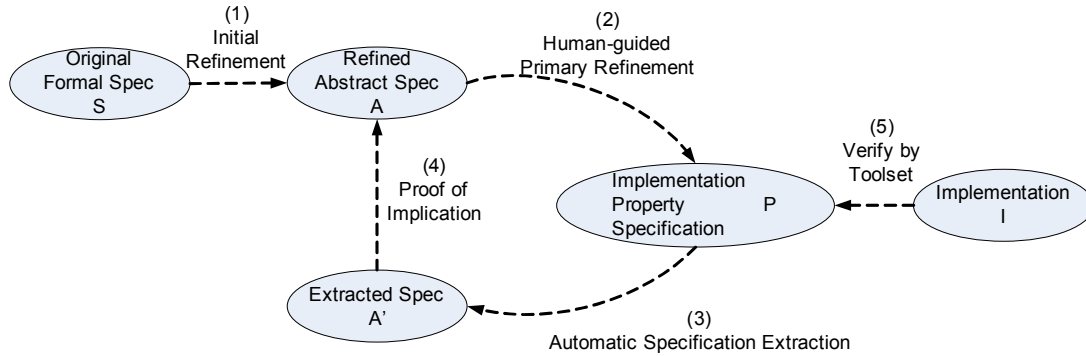 (1)
Initial
Refinement
Original
Formal Spec
S
Refined
Abstract Spec
A
(2)
Human-guided
Primary Refinement
(4)
Proof of
Implication
Implementation
Property P
Specification
(5)
Verify by
Toolset
Implementation
I
Extracted Spec
A'
(3)
Automatic Specification Extraction